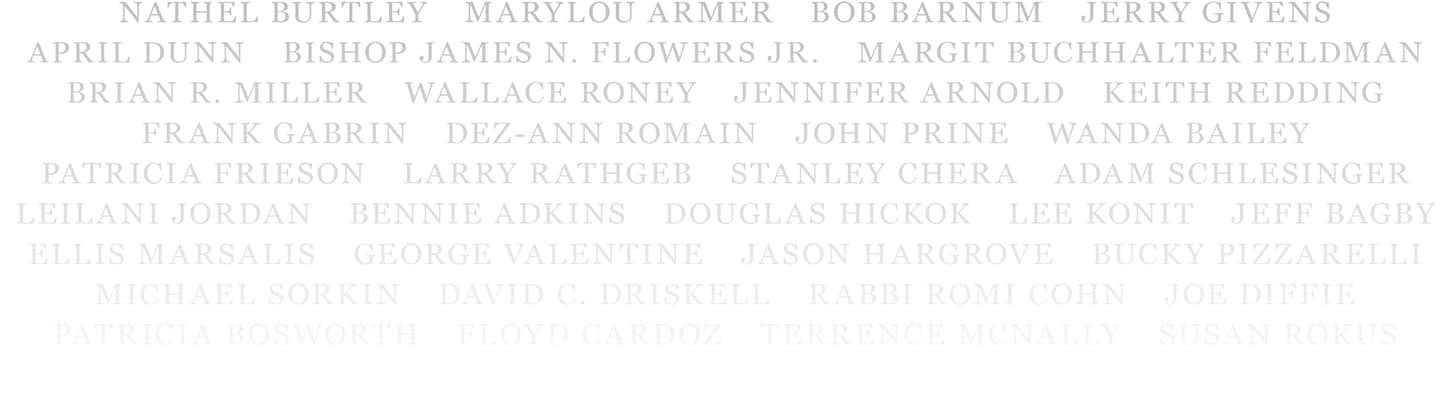 NATHEL BURTLEY MARYLOU ARMER BOB BARNUM JERRY GIVENS
APRIL DUNN BISHOP JAMES N. FLOWERS JR. MARGIT BUCHHALTER FELDMAN
BRIAN R. MILLER WALLACE RONEY JENNIFER ARNOLD KEITH REDDING
FRANK GABRIN DEZ-ANN ROMAIN JOHN PRINE WANDA BAILEY
PATRICIA FRIESON LARRY RATHGEB STANLEY CHERA ADAM SCHLESINGER
LEILANI JORDAN BENNIE ADKINS DOUGLAS HICKOK LEE KONIT JEFF BAGBY
ELLIS MARSALIS GEORGE VALENTINE JASON HARGROVE BUCKY PIZZARELLI
MICHAEL SORKIN DAVID C. DRISKELL RABBI ROMI COHN JOE DIFFIE
PATRICIA BOSWORTH FLOYD CARDOZ TERRENCE MCNALLY SUSAN ROKUS